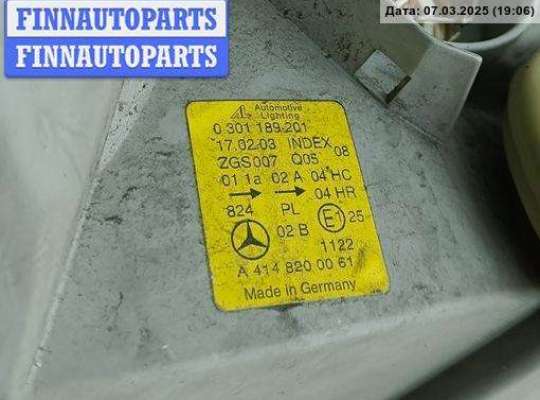 FINNAUTOPARTS
FINNAUTOPARTS
Дата: 07.03.2025 (19:06)
AL Automotive
Lighting
0 301 189 201
17.02.03 INDEX 08
ZGS007 Q05
01 1a 02 A 04 HC
→ → 04 HR
824 PL E1 25
02 B
1122
A 414 820 00 61
Made in Germany